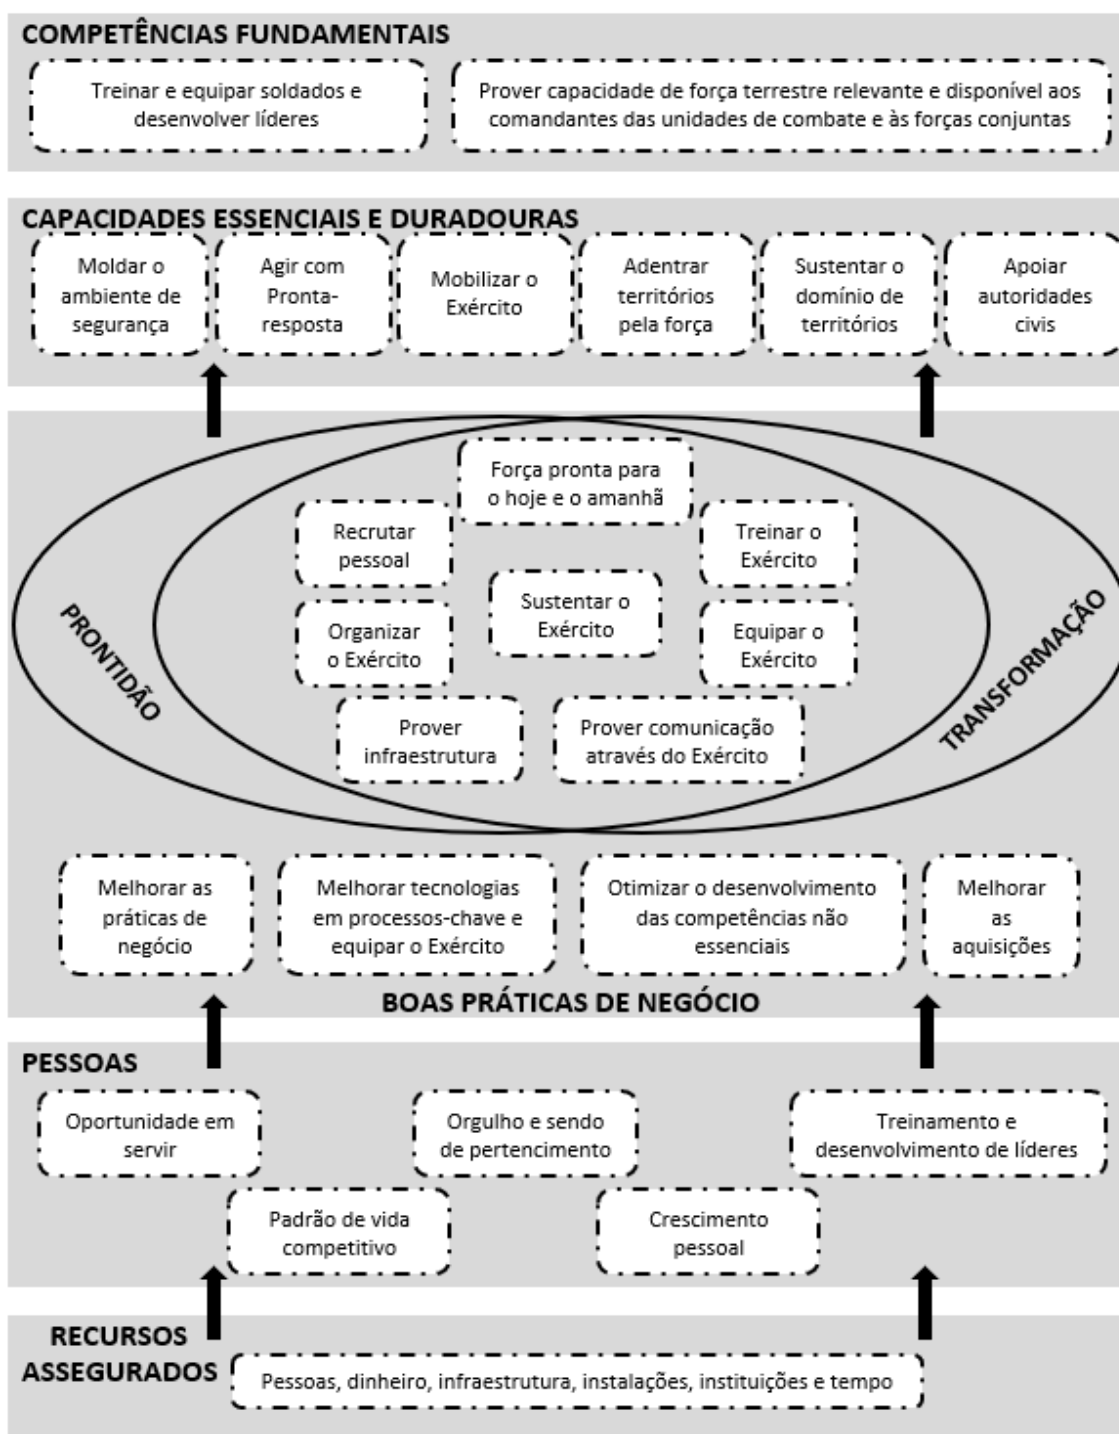 COMPETÊNCIAS FUNDAMENTAIS
Treinar e equipar soldados e
desenvolver líderes
Prover capacidade de força terrestre relevante e disponível aos
comandantes das unidades de combate e às forças conjuntas
CAPACIDADES ESSENCIAIS E DURADOURAS
Moldar o
ambiente de
segurança
Agir com
Pronta-
resposta
Mobilizar o
Exército
Adentrar
territórios
pela força
Sustentar o
domínio de
territórios
Apoiar
autoridades
civis
Força pronta para
o hoje e o amanhã
Recrutar
pessoal
Treinar o
Exército
Sustentar o
Exército
Organizar
o Exército
Equipar o
Exército
PRONTIDÃO
TRANSFORMAÇÃO
Prover
infraestrutura
Prover comunicação
através do Exército
Melhorar as
práticas de
negócio
Melhorar tecnologias
em processos-chave e
equipar o Exército
Otimizar o desenvolvimento
das competências não
essenciais
Melhorar
as
aquisições
BOAS PRÁTICAS DE NEGÓCIO
PESSOAS
Oportunidade em
servir
Orgulho e sendo
de pertencimento
Treinamento e
desenvolvimento de líderes
Padrão de vida
competitivo
Crescimento
pessoal
RECURSOS
ASSEGURADOS
Pessoas, dinheiro, infraestrutura, instalações, instituições e tempo